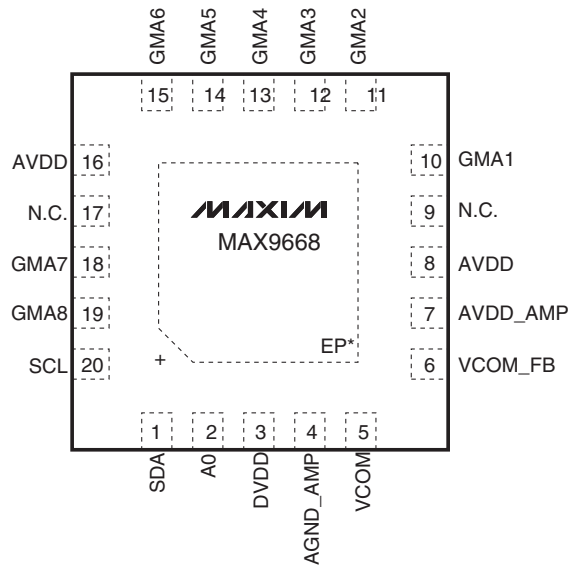 GMA6 GMA5 GMA4 GMA3 GMA2
15 14 13 12 11
AVDD 16
N.C. 17
GMA7 18
GMA8 19
SCL 20
MAXIM
MAX9668
EP*
+
10 GMA1
9 N.C.
8 AVDD
7 AVDD_AMP
6 VCOM_FB
1 2 3 4 5
SDA A0 DVDD AGND_AMP VCOM